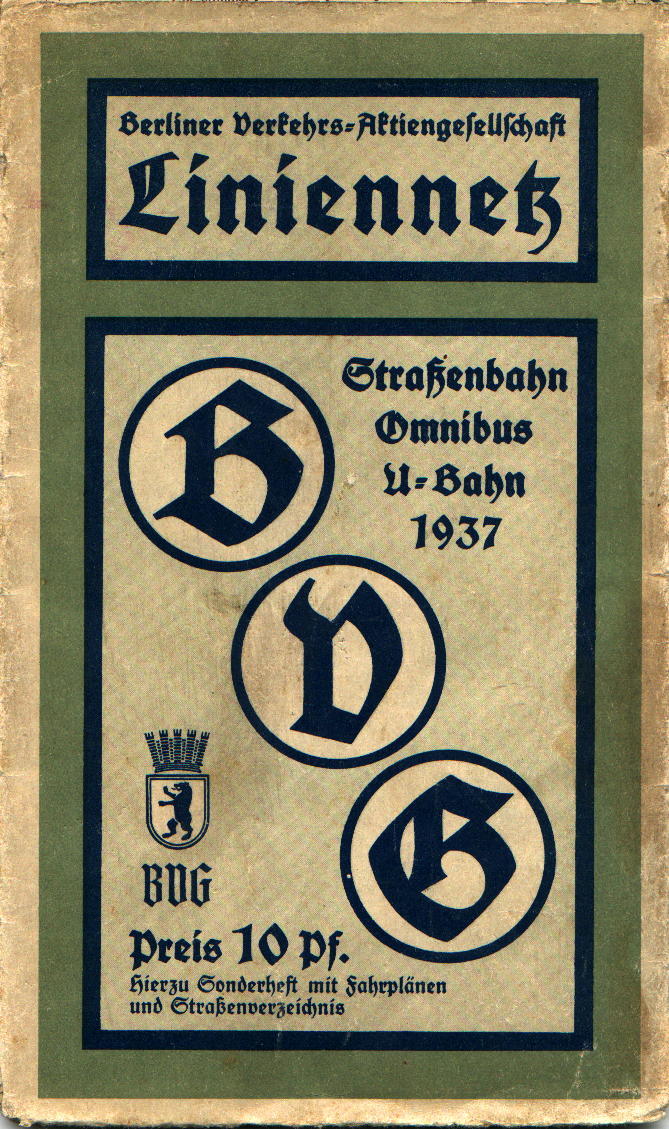 Berliner Verkehrs-Aktiengesellschaft
Liniennetz
Straßenbahn
Omnibus
U-Bahn
1937
B
V
G
BVG
Preis 10 Pf.
Hierzu Sonderheft mit Fahrplänen
und Straßenverzeichnis